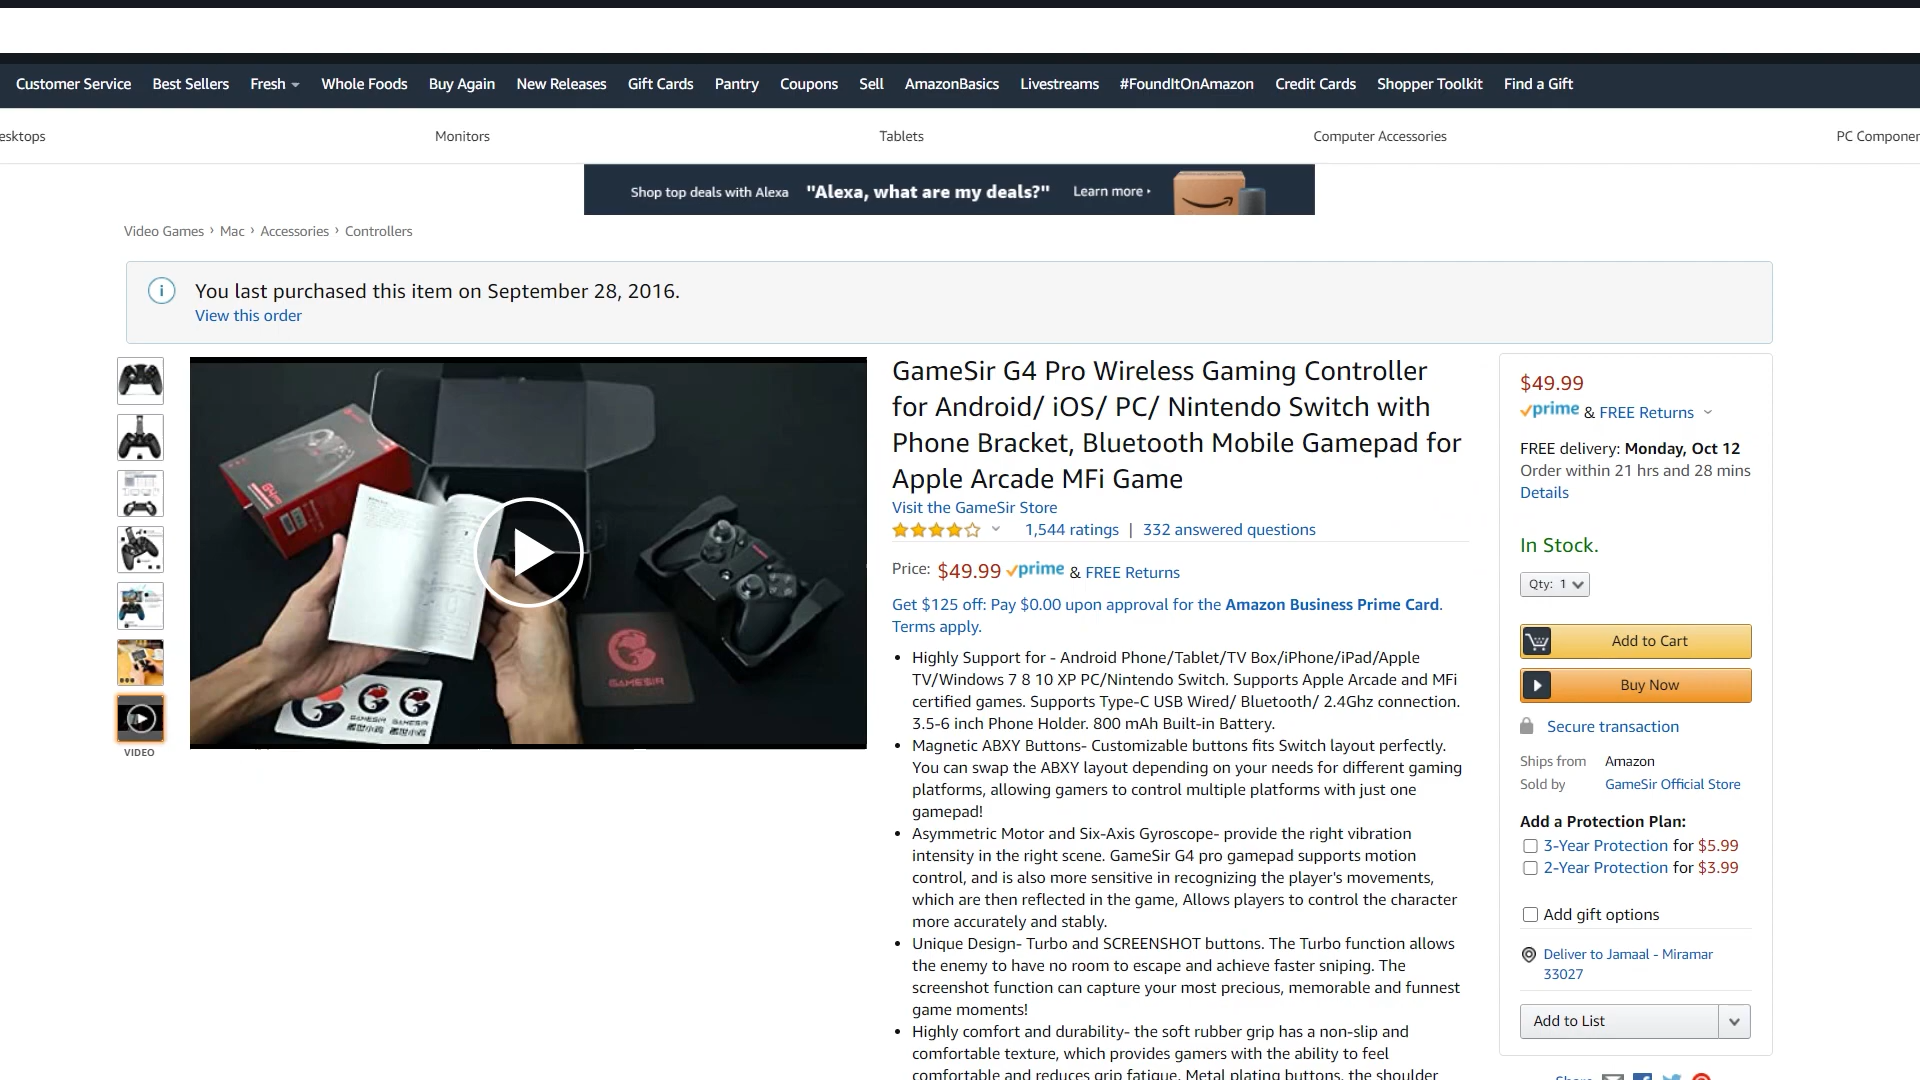 Customer Service Best Sellers Fresh Whole Foods Buy Again New Releases Gift Cards Pantry Coupons Sell AmazonBasics Livestreams #FoundItOnAmazon Credit Cards Shopper Toolkit Find a Gift
esktops Monitors Tablets Computer Accessories PC Componen
Shop top deals with Alexa "Alexa, what are my deals?" Learn more
Video Games › Mac › Accessories › Controllers
You last purchased this item on September 28, 2016.
View this order
VIDEO
G4 pro
GAMESIR
GAMESIR GAMESIR
GameSir G4 Pro Wireless Gaming Controller
for Android/ iOS/ PC/ Nintendo Switch with
Phone Bracket, Bluetooth Mobile Gamepad for
Apple Arcade MFi Game
Visit the GameSir Store
1,544 ratings | 332 answered questions
Price: $49.99 prime & FREE Returns
Get $125 off: Pay $0.00 upon approval for the Amazon Business Prime Card.
Terms apply.
• Highly Support for - Android Phone/Tablet/TV Box/iPhone/iPad/Apple
TV/Windows 7 8 10 XP PC/Nintendo Switch. Supports Apple Arcade and MFi
certified games. Supports Type-C USB Wired/ Bluetooth/ 2.4Ghz connection.
3.5-6 inch Phone Holder. 800 mAh Built-in Battery.
• Magnetic ABXY Buttons- Customizable buttons fits Switch layout perfectly.
You can swap the ABXY layout depending on your needs for different gaming
platforms, allowing gamers to control multiple platforms with just one
gamepad!
• Asymmetric Motor and Six-Axis Gyroscope- provide the right vibration
intensity in the right scene. GameSir G4 pro gamepad supports motion
control, and is also more sensitive in recognizing the player's movements,
which are then reflected in the game, Allows players to control the character
more accurately and stably.
• Unique Design- Turbo and SCREENSHOT buttons. The Turbo function allows
the enemy to have no room to escape and achieve faster sniping. The
screenshot function can capture your most precious, memorable and funnest
game moments!
• Highly comfort and durability- the soft rubber grip has a non-slip and
comfortable texture, which provides gamers with the ability to feel
comfortable and reduces grip fatigue. Metal plating buttons, the shoulder
$49.99
prime & FREE Returns
FREE delivery: Monday, Oct 12
Order within 21 hrs and 28 mins
Details
In Stock.
Qty: 1
Add to Cart
Buy Now
Secure transaction
Ships from Amazon
Sold by GameSir Official Store
Add a Protection Plan:
3-Year Protection for $5.99
2-Year Protection for $3.99
Add gift options
Deliver to Jamaal - Miramar
33027
Add to List
Share